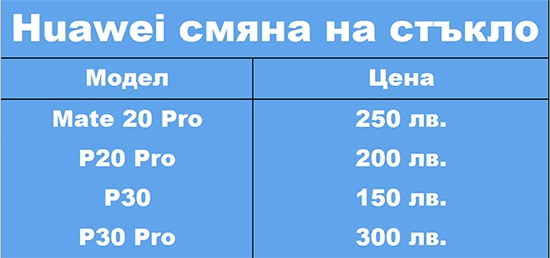 Huawei смяна на стъкло
Модел Цена
Mate 20 Pro 250 лв.
P20 Pro 200 лв.
P30 150 лв.
P30 Pro 300 лв.